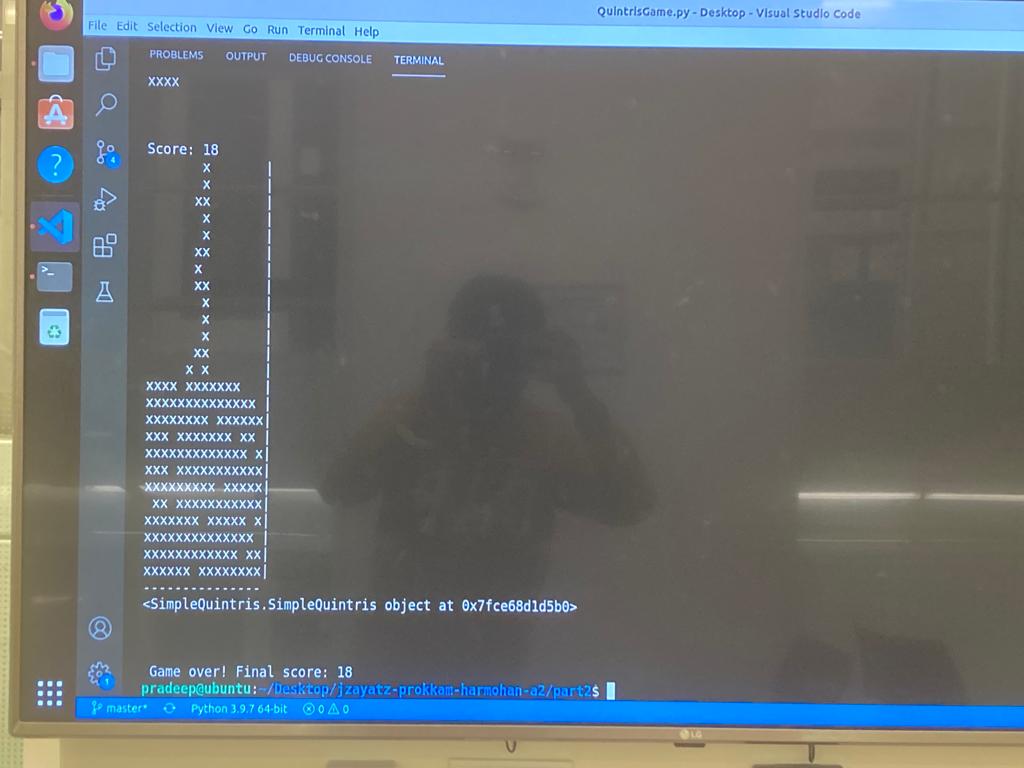 QuintrisGame.py - Desktop - Visual Studio Code
File Edit Selection View Go Run Terminal Help
PROBLEMS OUTPUT DEBUG CONSOLE TERMINAL
XXXX
Score: 18
       X       |
       X       |
      XX       |
       X       |
       X       |
      XX       |
      X        |
      XX       |
       X       |
       X       |
       X       |
      XX       |
     X X       |
XXXX XXXXXXX   |
XXXXXXXXXXXXXX |
XXXXXXXX XXXXXX|
XXX XXXXXXX XX |
XXXXXXXXXXXXX X|
XXX XXXXXXXXXXX|
XXXXXXXXX XXXXX|
 XX XXXXXXXXXXX|
XXXXXXX XXXXX X|
XXXXXXXXXXXXXX |
XXXXXXXXXXXX XX|
XXXXXX XXXXXXXX|
---------------
<SimpleQuintris.SimpleQuintris object at 0x7fce68d1d5b0>
Game over! Final score: 18
pradeep@ubuntu:~/Desktop/jzayatz-prokkam-harmohan-a2/part2$
master* Python 3.9.7 64-bit 0 0
4
1
?
LG